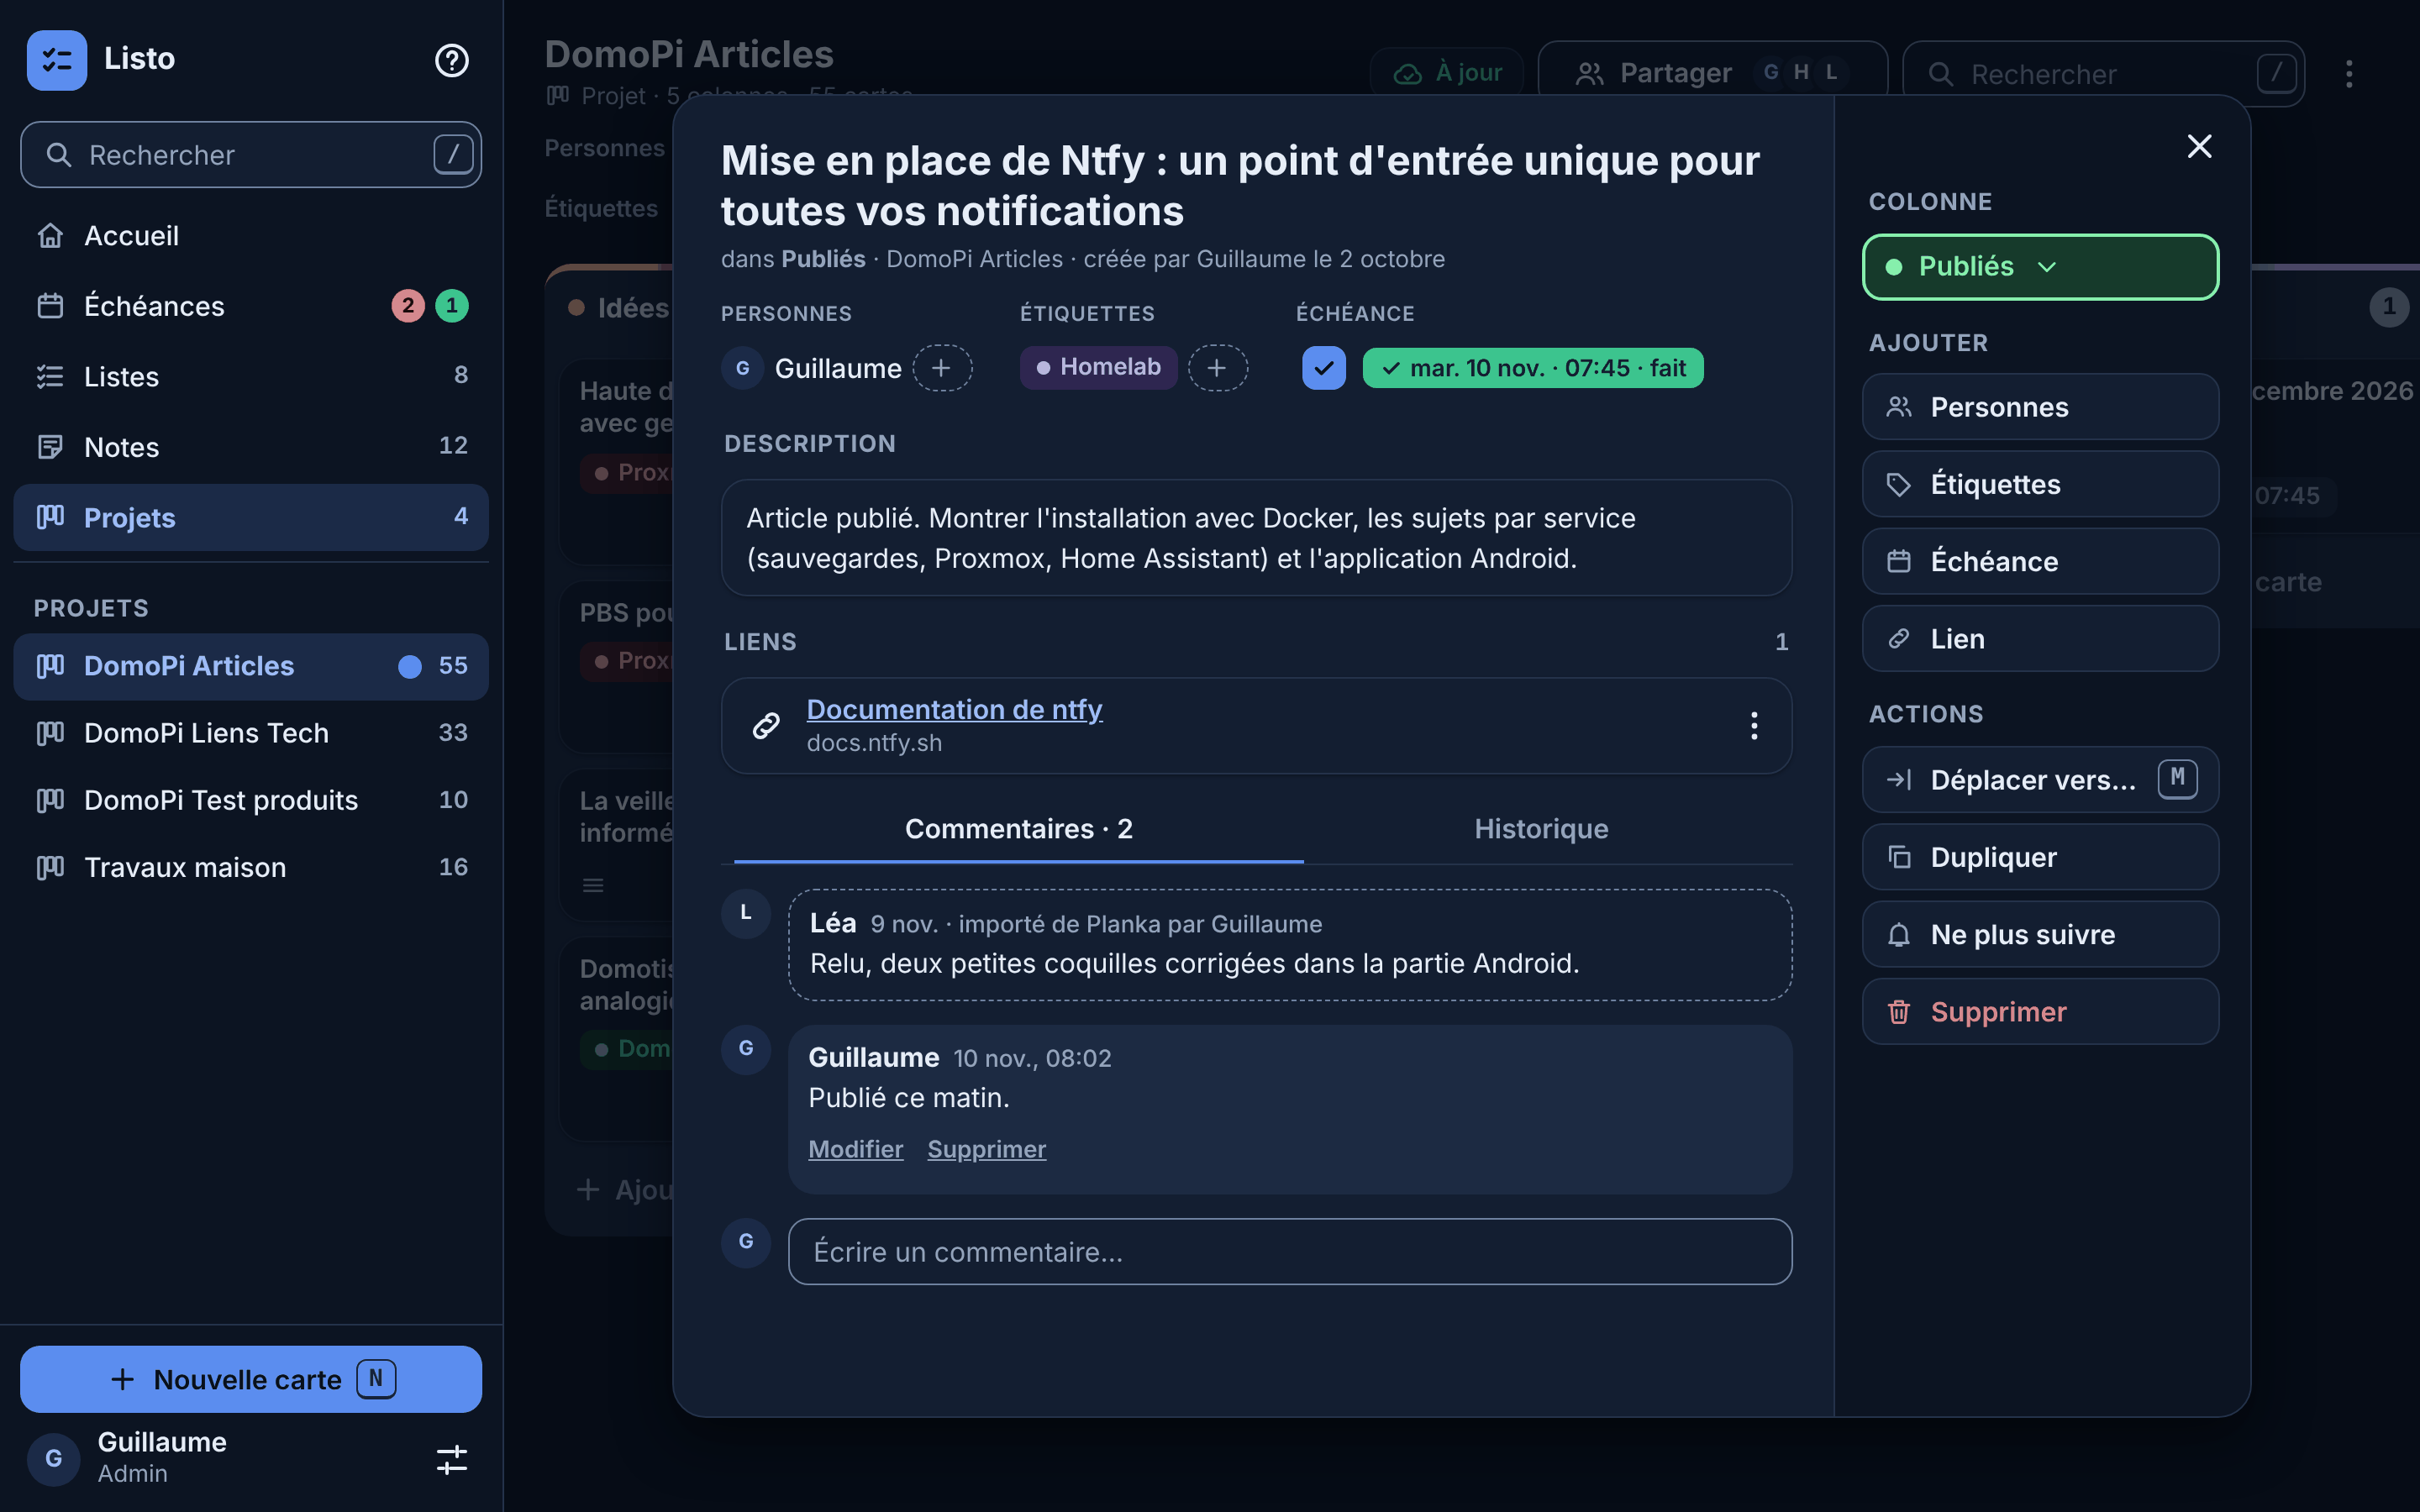 Listo
Rechercher /
Accueil
Échéances 2 1
Listes 8
Notes 12
Projets 4
PROJETS
DomoPi Articles 55
DomoPi Liens Tech 33
DomoPi Test produits 10
Travaux maison 16
+ Nouvelle carte N
G Guillaume
Admin
DomoPi Articles
À jour
Partager G H L
Rechercher /
Projet · 5 colonnes · 55 cartes
Personnes
Étiquettes
Idées
Haute d
avec ge
Prox
PBS pou
Prox
La veille
informé
Domotis
analogi
Dom
+ Ajou
1
cembre 2026
07:45
carte
Mise en place de Ntfy : un point d'entrée unique pour
toutes vos notifications
dans Publiés · DomoPi Articles · créée par Guillaume le 2 octobre
PERSONNES
G Guillaume +
ÉTIQUETTES
Homelab +
ÉCHÉANCE
mar. 10 nov. · 07:45 · fait
DESCRIPTION
Article publié. Montrer l'installation avec Docker, les sujets par service
(sauvegardes, Proxmox, Home Assistant) et l'application Android.
LIENS 1
Documentation de ntfy
docs.ntfy.sh
Commentaires · 2
Historique
L Léa 9 nov. · importé de Planka par Guillaume
Relu, deux petites coquilles corrigées dans la partie Android.
G Guillaume 10 nov., 08:02
Publié ce matin.
Modifier Supprimer
G Écrire un commentaire...
COLONNE
Publiés
AJOUTER
Personnes
Étiquettes
Échéance
Lien
ACTIONS
Déplacer vers... M
Dupliquer
Ne plus suivre
Supprimer